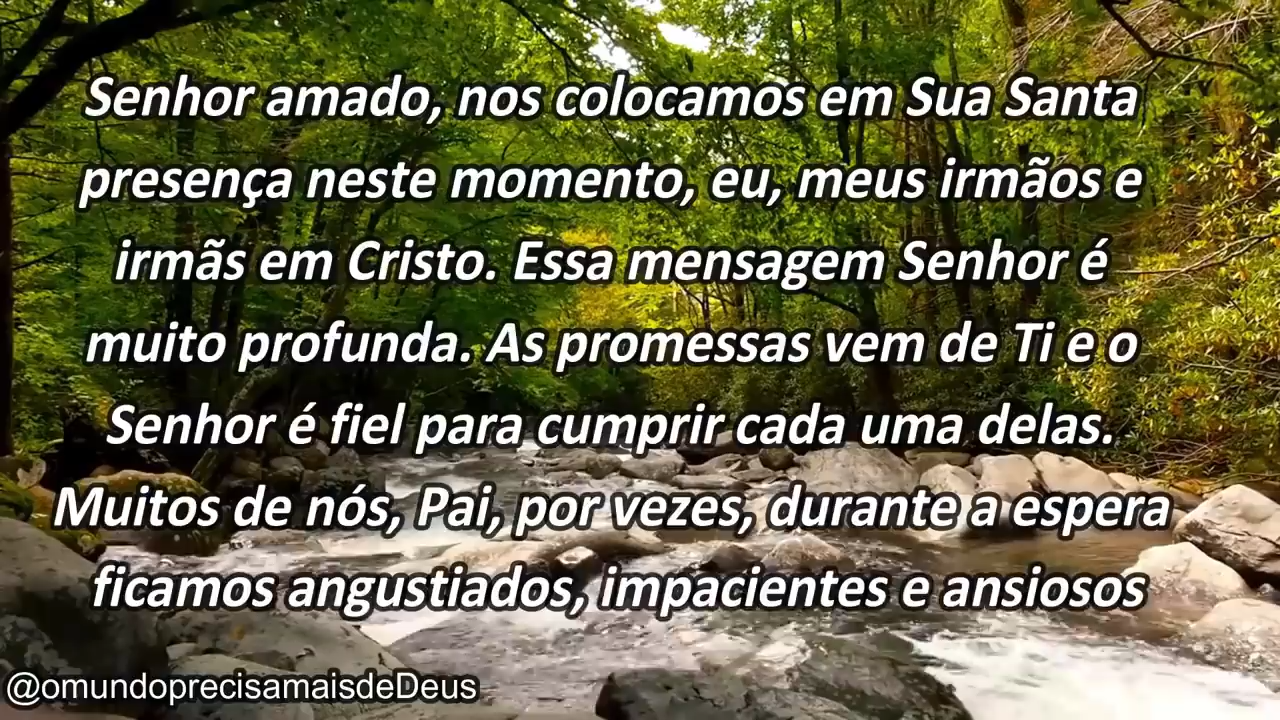 Senhor amado, nos colocamos em Sua Santa
presença neste momento, eu, meus irmãos e
irmãs em Cristo. Essa mensagem Senhor é
muito profunda. As promessas vem de Ti e o
Senhor é fiel para cumprir cada uma delas.
Muitos de nós, Pai, por vezes, durante a espera
ficamos angustiados, impacientes e ansiosos
@omundoprecisamaisdeDeus